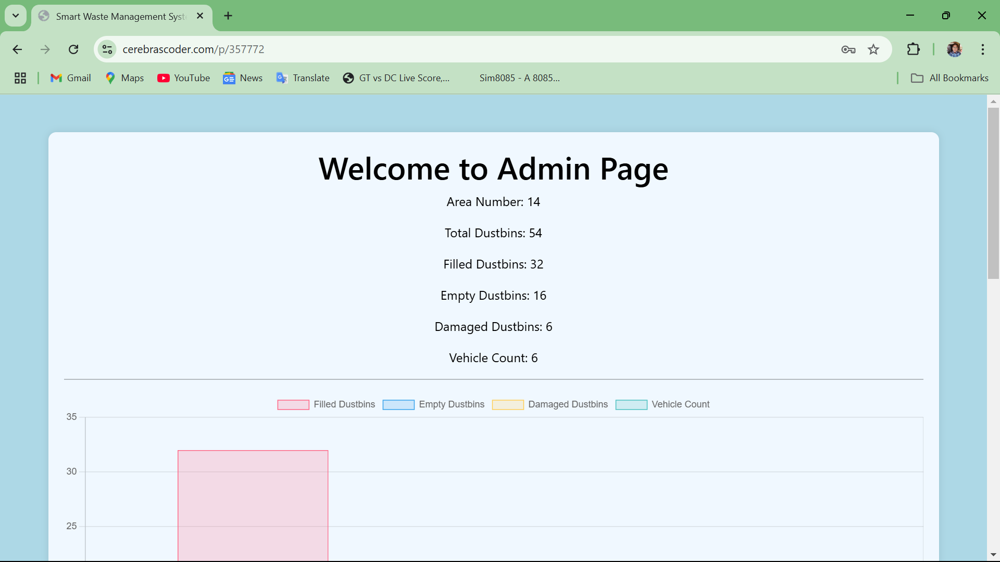 Smart Waste Management Syst
cerebrascoder.com/p/357772
Gmail Maps YouTube News Translate GT vs DC Live Score,... Sim8085 - A 8085... All Bookmarks
Welcome to Admin Page
Area Number: 14
Total Dustbins: 54
Filled Dustbins: 32
Empty Dustbins: 16
Damaged Dustbins: 6
Vehicle Count: 6
Filled Dustbins Empty Dustbins Damaged Dustbins Vehicle Count
35
30
25